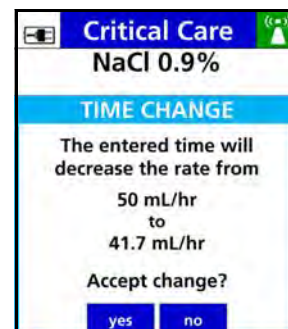 Critical Care
NaCl 0.9%
TIME CHANGE
The entered time will
decrease the rate from
50 mL/hr
to
41.7 mL/hr
Accept change?
yes no